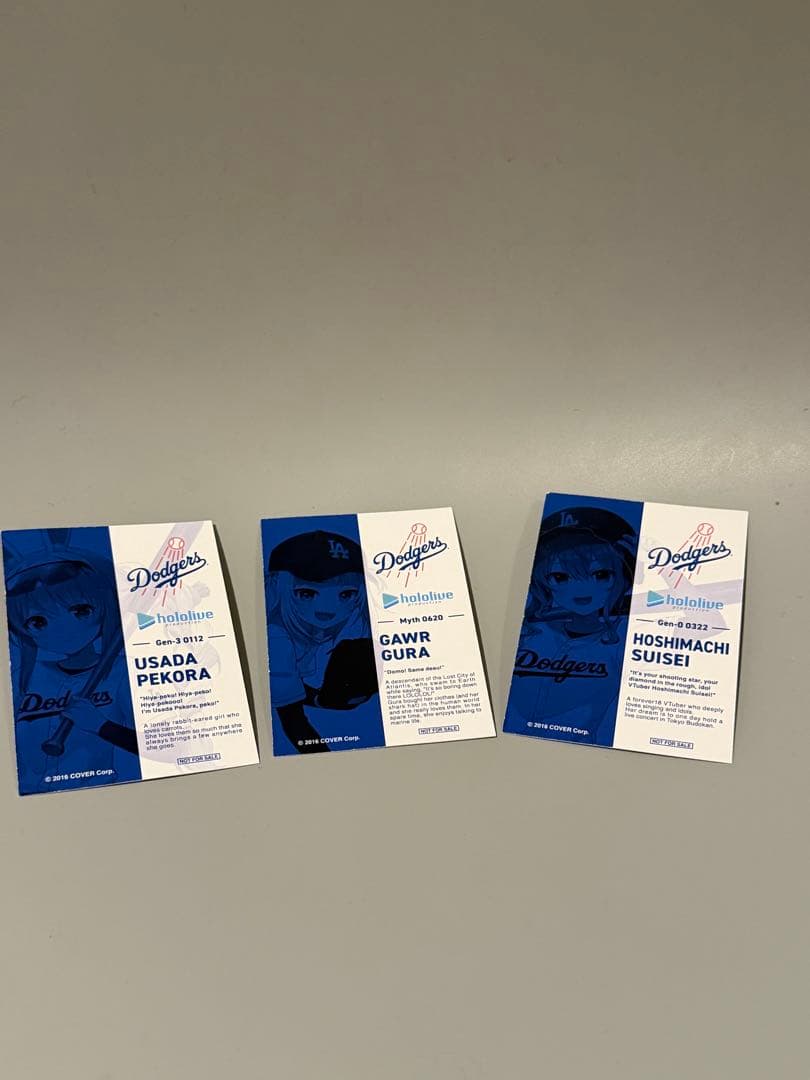 Dodgers
Dodgers
hololive
production
Gen-3 0112
USADA
PEKORA
"Hiya-peko! Hiya-peko!
Hiya-pekooo!
I'm Usada Pekora, peko!"
A lonely rabbit-eared girl who
loves carrots.
She loves them so much that she
always brings a few anywhere
she goes.
NOT FOR SALE
© 2016 COVER Corp.
LA
Dodgers
hololive
production
Myth 0620
GAWR
GURA
"Domo! Same desu!"
A descendant of the Lost City of
Atlantis, who swam to Earth
while saying, "It's so boring down
there LOLOLOL!"
Gura bought her clothes (and her
shark hat) in the human world
and she really loves them. In her
spare time, she enjoys talking to
marine life.
NOT FOR SALE
© 2016 COVER Corp.
LA
Dodgers
Dodgers
hololive
production
Gen-0 0322
HOSHIMACHI
SUISEI
"It's your shooting star, your
diamond in the rough, idol
VTuber Hoshimachi Suisei!"
A forever18 VTuber who deeply
loves singing and idols.
Her dream is to one day hold a
live concert in Tokyo Budokan.
NOT FOR SALE
© 2016 COVER Corp.